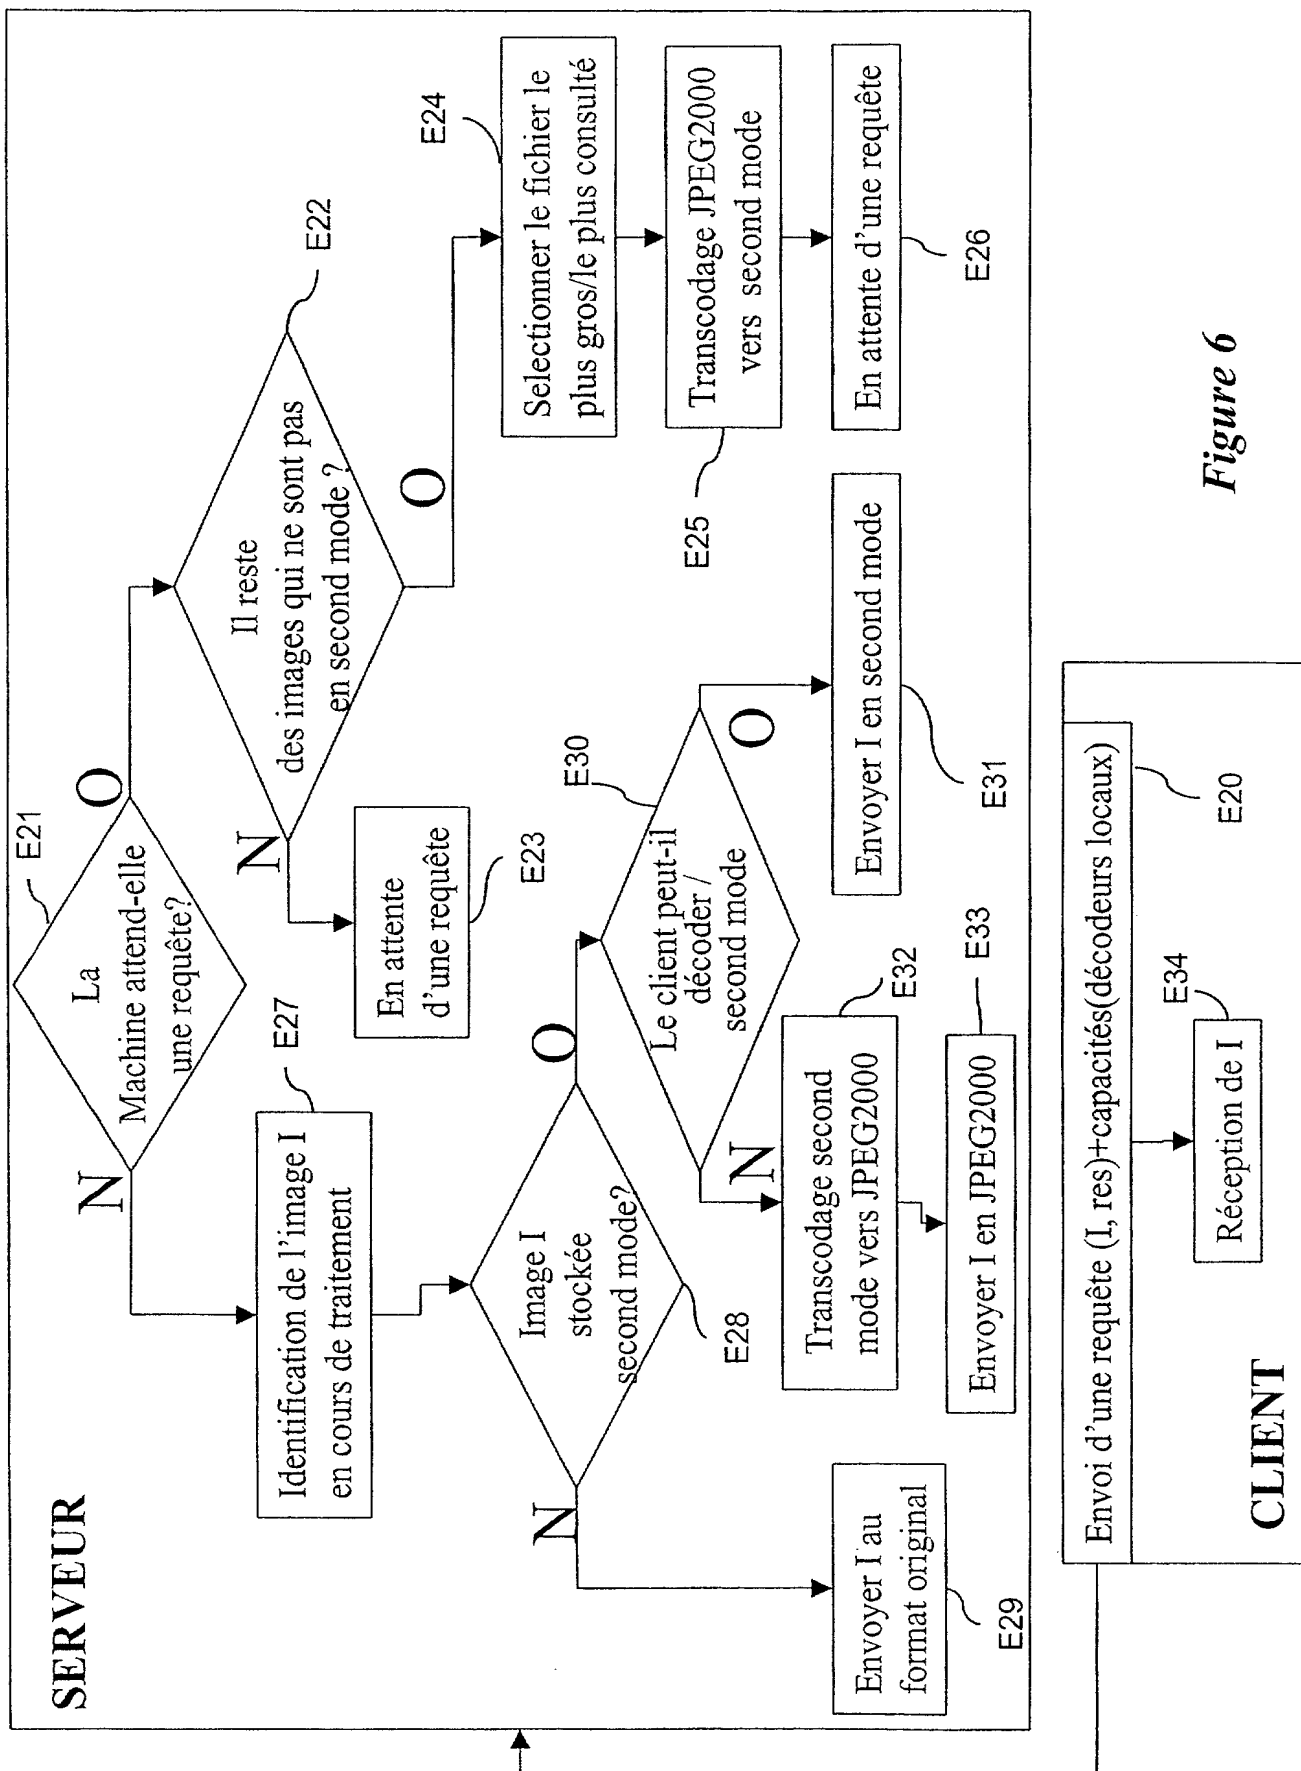 SERVEUR
E21
La
Machine attend-elle
une requête?
O
N
E22
Il reste
des images qui ne sont pas
en second mode ?
N
O
E23
En attente
d'une requête
E24
Selectionner le fichier le
plus gros/le plus consulté
E25
Transcodage JPEG2000
vers second mode
En attente d'une requête
E26
E27
Identification de l'image I
en cours de traitement
Image I
stockée
second mode?
E28
N
O
Envoyer I au
format original
E29
E30
Le client peut-il
décoder /
second mode
N
O
Envoyer I en second mode
E31
E32
Transcodage second
mode vers JPEG2000
E33
Envoyer I en JPEG2000
Envoi d'une requête (I, res)+capacités(décodeurs locaux)
E20
E34
Réception de I
CLIENT
Figure 6